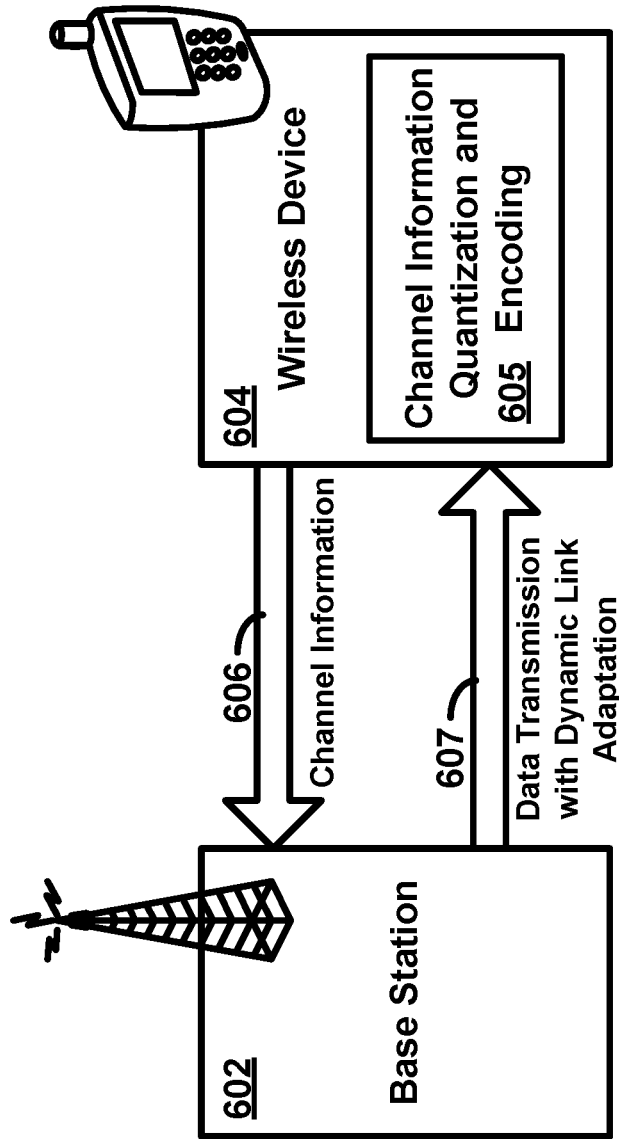 602
Base Station
606
Channel Information
607
Data Transmission
with Dynamic Link
Adaptation
604
Wireless Device
Channel Information
Quantization and
605 Encoding